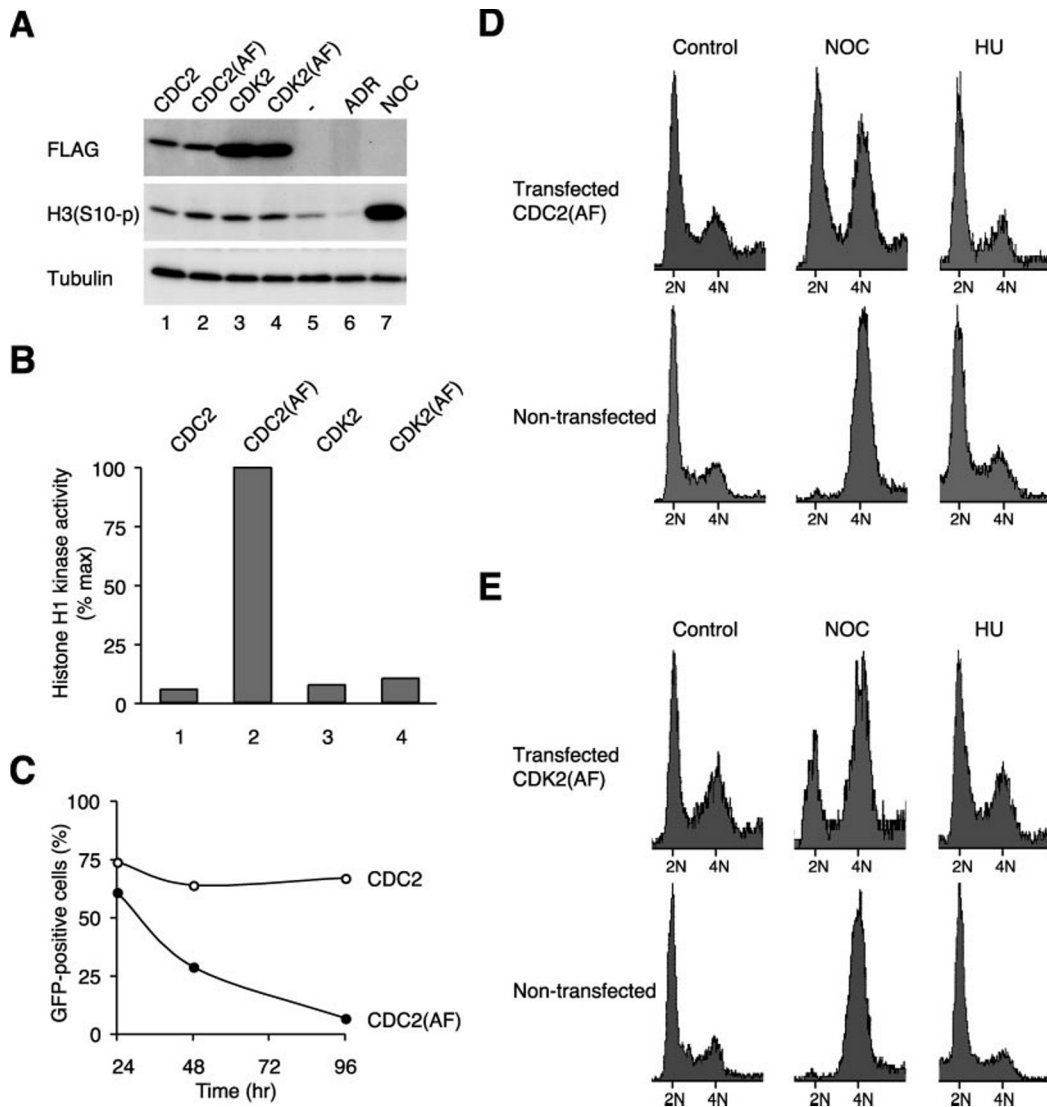 A
CDC2 CDC2(AF) CDK2 CDK2(AF) - ADR NOC
FLAG
H3(S10-p)
Tubulin
1 2 3 4 5 6 7
B
CDC2 CDC2(AF) CDK2 CDK2(AF)
Histone H1 kinase activity
(% max)
100
75
50
25
0
1 2 3 4
C
GFP-positive cells (%)
100
75
50
25
0
CDC2
CDC2(AF)
24 48 72 96
Time (hr)
D
Control NOC HU
Transfected
CDC2(AF)
2N 4N 2N 4N 2N 4N
Non-transfected
2N 4N 2N 4N 2N 4N
E
Control NOC HU
Transfected
CDK2(AF)
2N 4N 2N 4N 2N 4N
Non-transfected
2N 4N 2N 4N 2N 4N